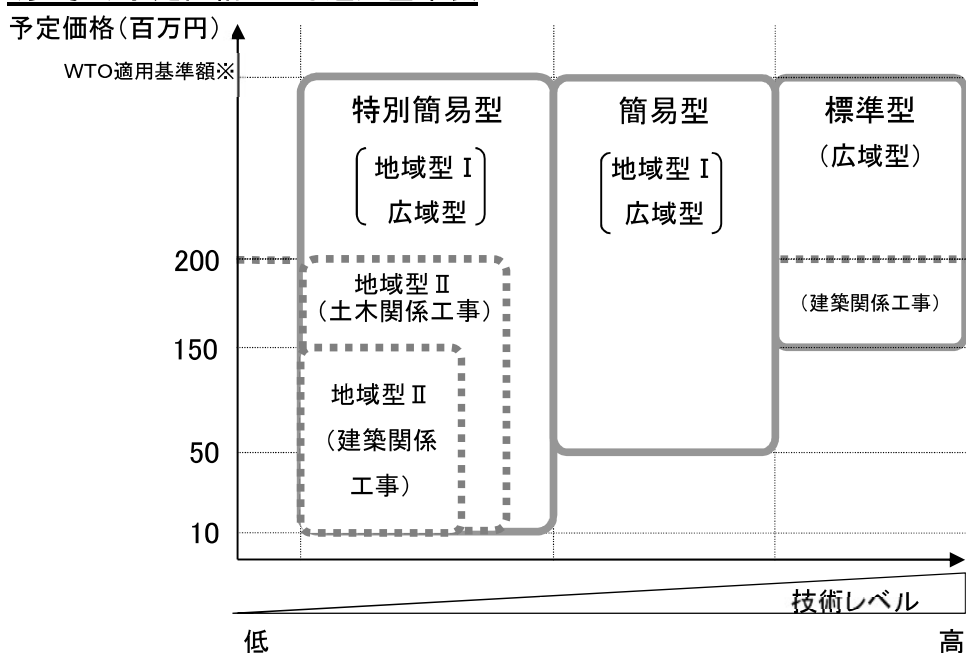 予定価格（百万円）
ＷＴＯ適用基準額※
特別簡易型
地域型Ⅰ
広域型
簡易型
地域型Ⅰ
広域型
標準型
（広域型）
200
地域型Ⅱ
（土木関係工事）
（建築関係工事）
150
地域型Ⅱ
（建築関係
工事）
50
10
技術レベル
低
高